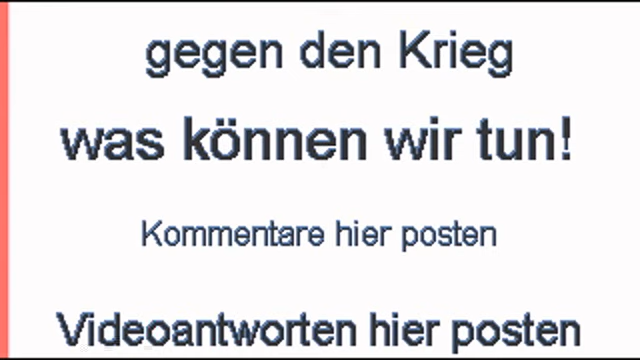 gegen den Krieg
was können wir tun!
Kommentare hier posten
Videoantworten hier posten